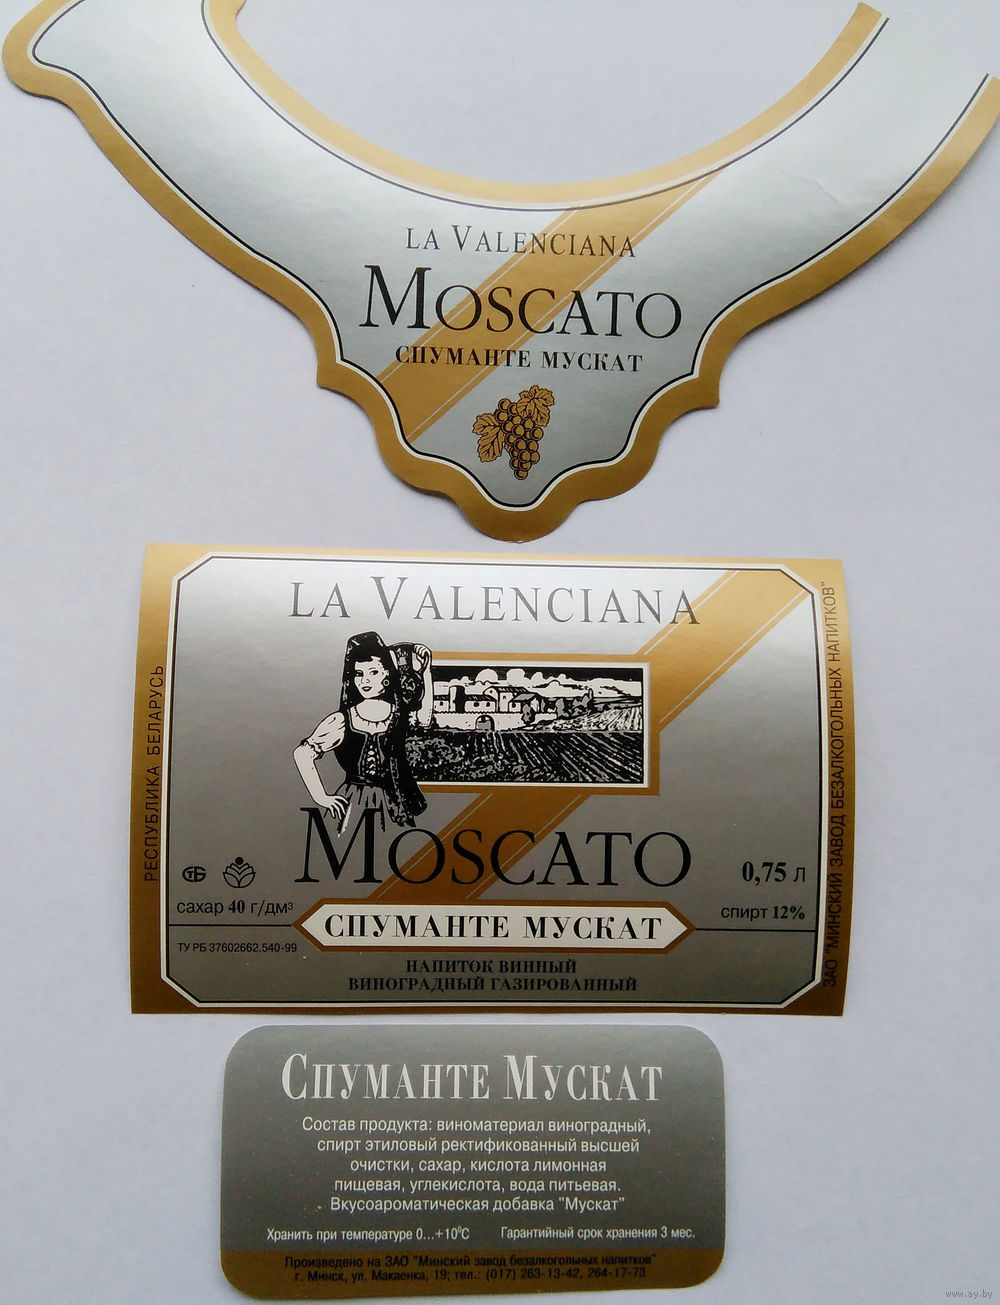 LA VALENCIANA
MOSCATO
СПУМАНТЕ МУСКАТ
LA VALENCIANA
РЕСПУБЛИКА БЕЛАРУСЬ
ЗАО "МИНСКИЙ ЗАВОД БЕЗАЛКОГОЛЬНЫХ НАПИТКОВ"
MOSCATO
0,75 л
сахар 40 г/дм³
спирт 12%
СПУМАНТЕ МУСКАТ
ТУ РБ 37602662.540-99
НАПИТОК ВИННЫЙ
ВИНОГРАДНЫЙ ГАЗИРОВАННЫЙ
СПУМАНТЕ МУСКАТ
Состав продукта: виноматериал виноградный,
спирт этиловый ректификованный высшей
очистки, сахар, кислота лимонная
пищевая, углекислота, вода питьевая.
Вкусоароматическая добавка "Мускат"
Хранить при температуре 0...+10⁰С Гарантийный срок хранения 3 мес.
Произведено на ЗАО "Минский завод безалкогольных напитков"
г. Минск, ул. Макаенка, 19; тел.: (017) 263-13-42, 264-17-73
www.ay.by